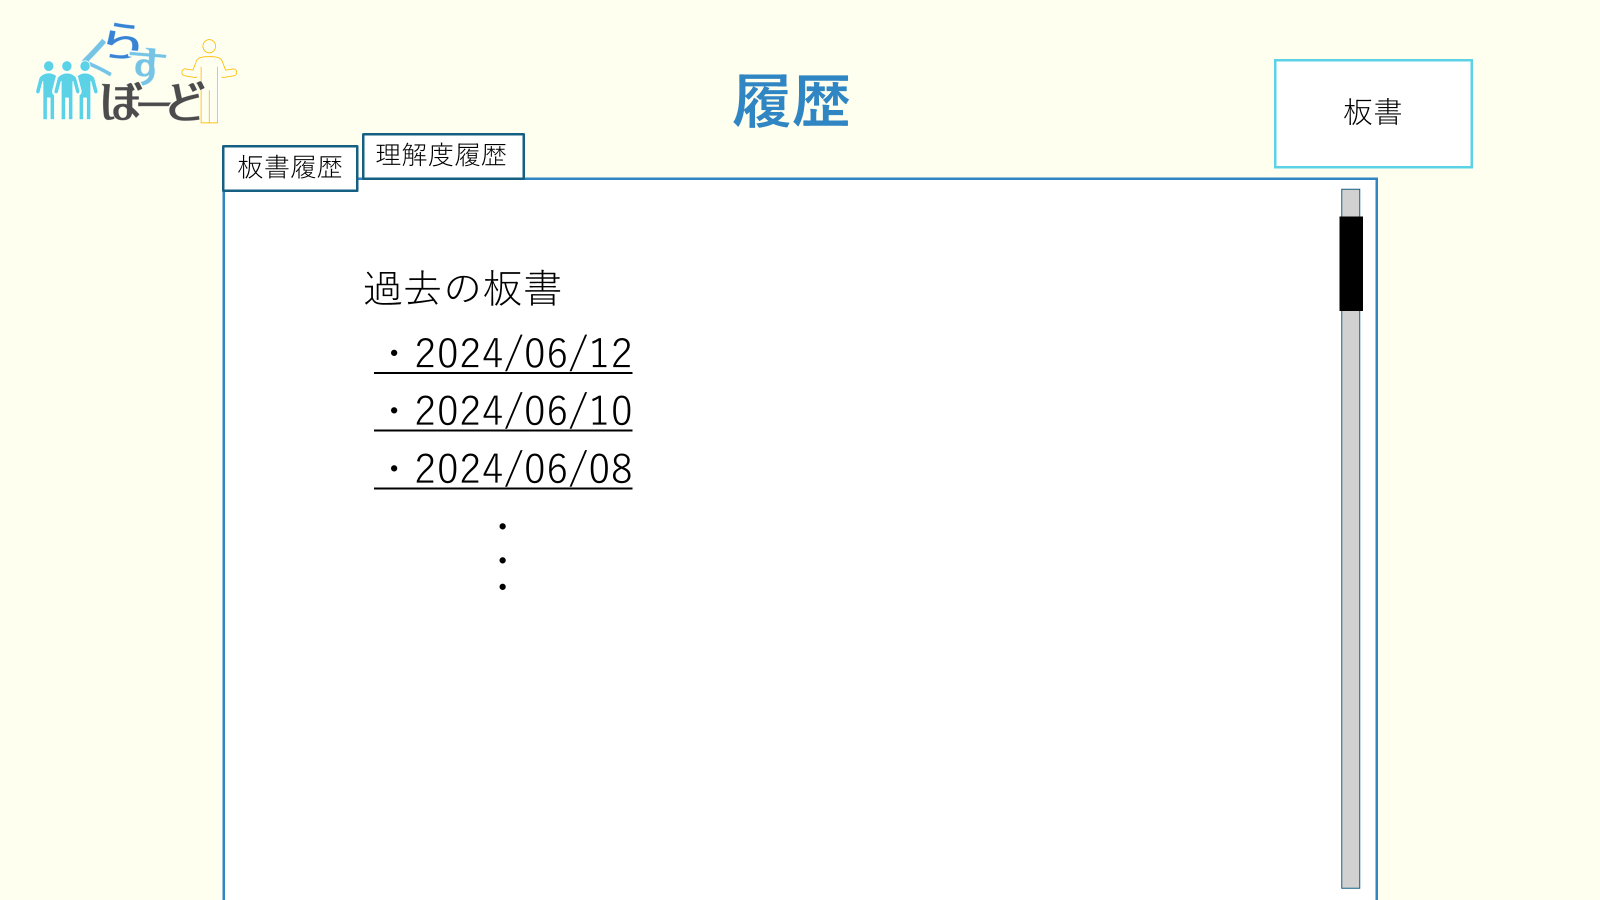 くらす
ぼーど
履歴
板書
板書履歴
理解度履歴
過去の板書
・2024/06/12
・2024/06/10
・2024/06/08
・
・
・